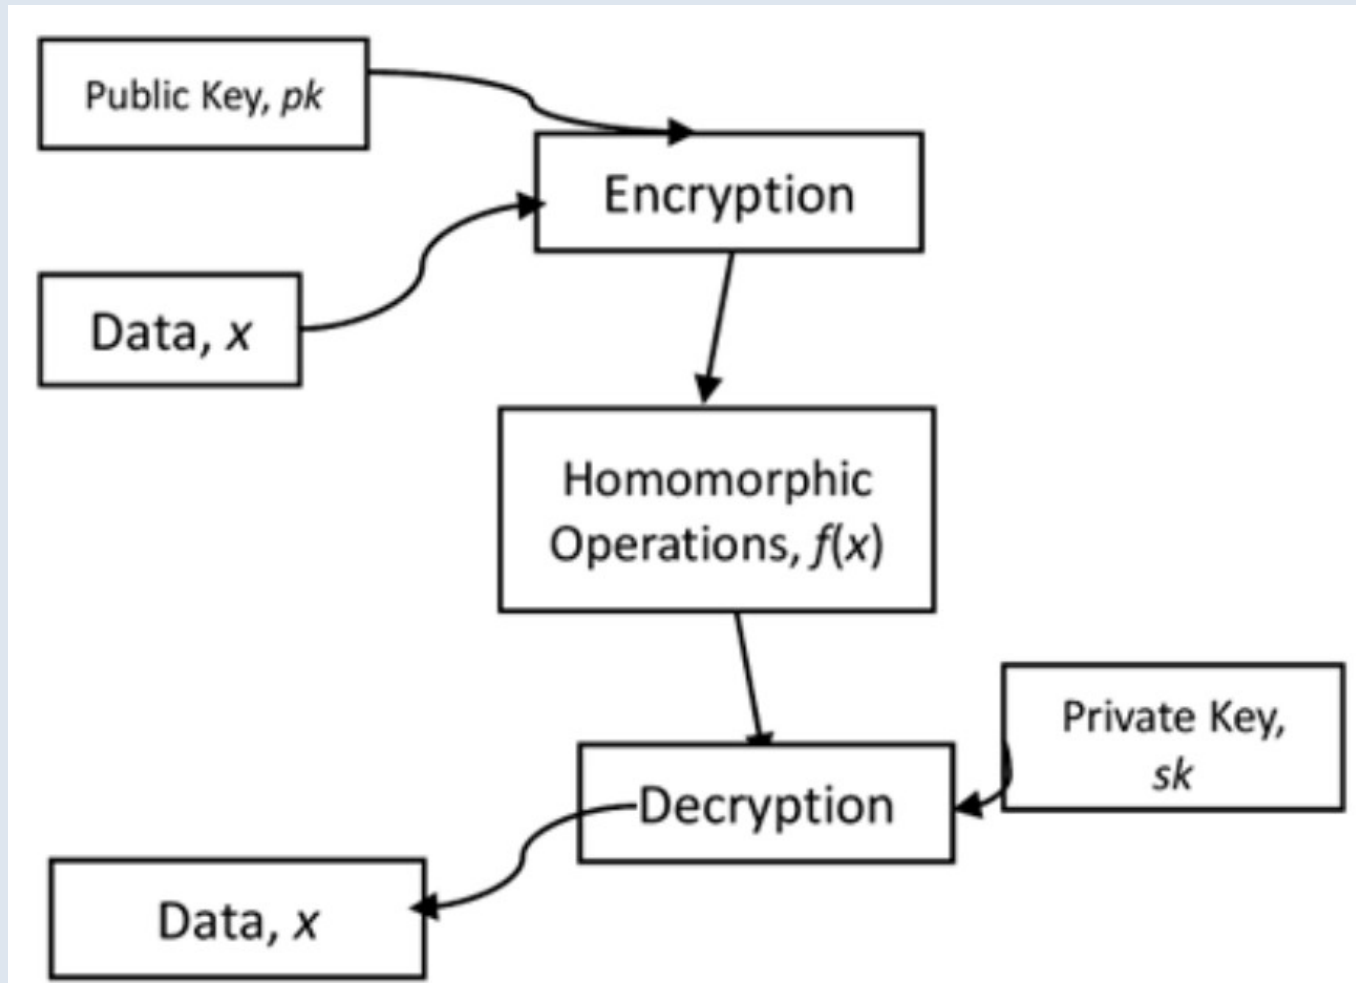 Public Key, pk
Encryption
Data, x
Homomorphic
Operations, f(x)
Private Key,
sk
Decryption
Data, x